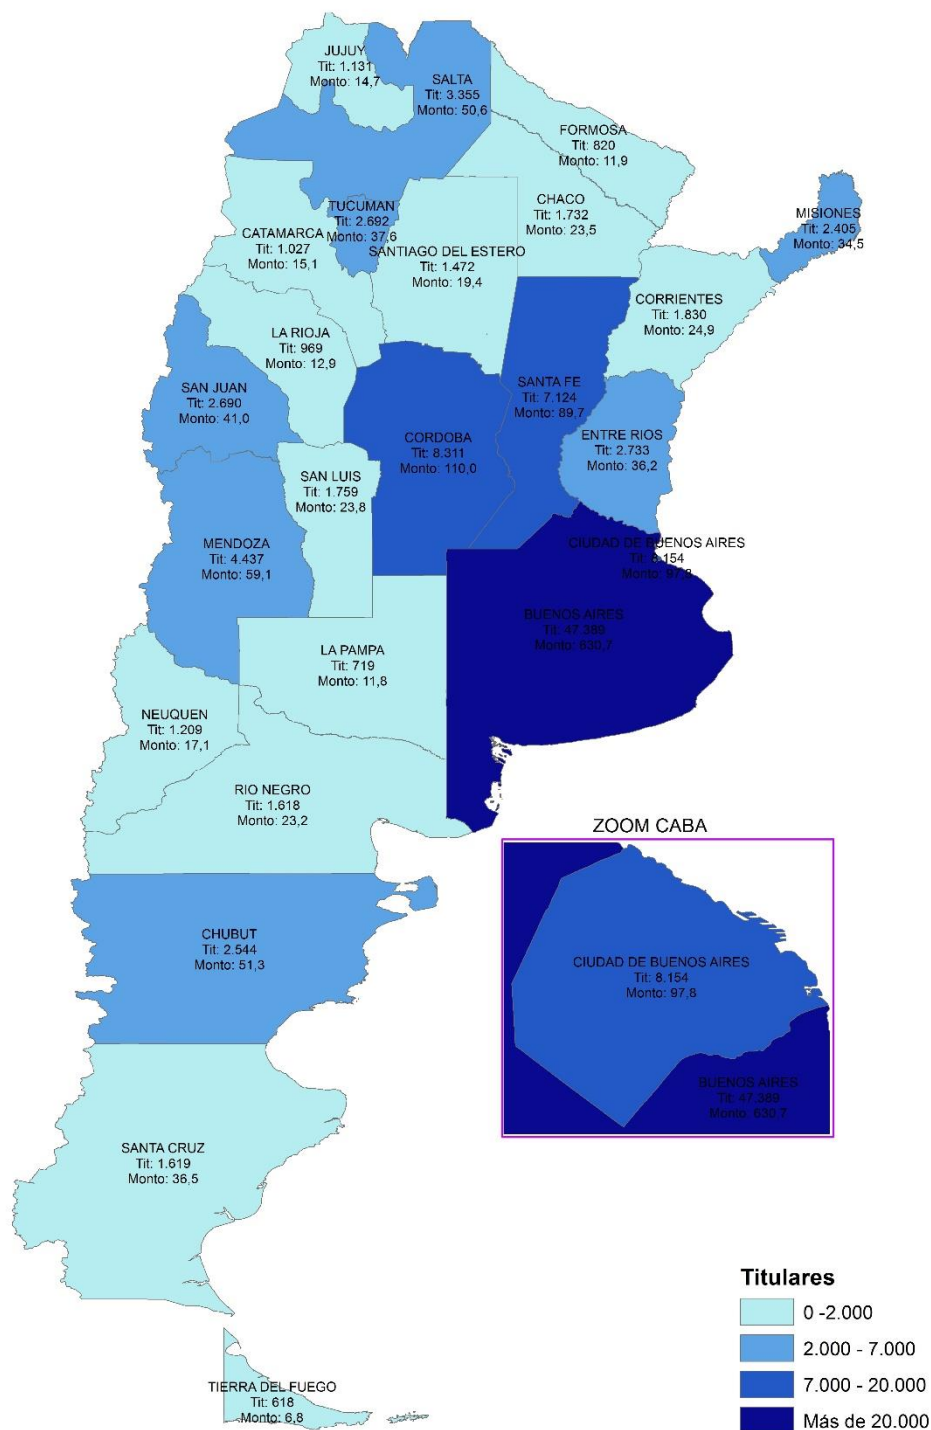 JUJUY
Tit: 1.131
Monto: 14,7
SALTA
Tit: 3.355
Monto: 50,6
FORMOSA
Tit: 820
Monto: 11,9
CHACO
Tit: 1.732
Monto: 23,5
MISIONES
Tit: 2.405
Monto: 34,5
TUCUMAN
Tit: 2.692
Monto: 37,6
CATAMARCA
Tit: 1.027
Monto: 15,1
SANTIAGO DEL ESTERO
Tit: 1.472
Monto: 19,4
CORRIENTES
Tit: 1.830
Monto: 24,9
LA RIOJA
Tit: 969
Monto: 12,9
SAN JUAN
Tit: 2.690
Monto: 41,0
SANTA FE
Tit: 7.124
Monto: 89,7
CORDOBA
Tit: 8.311
Monto: 110,0
ENTRE RIOS
Tit: 2.733
Monto: 36,2
SAN LUIS
Tit: 1.759
Monto: 23,8
MENDOZA
Tit: 4.437
Monto: 59,1
CIUDAD DE BUENOS AIRES
Tit: 8.154
Monto: 97,8
BUENOS AIRES
Tit: 47.389
Monto: 630,7
LA PAMPA
Tit: 719
Monto: 11,8
NEUQUEN
Tit: 1.209
Monto: 17,1
RIO NEGRO
Tit: 1.618
Monto: 23,2
ZOOM CABA
CIUDAD DE BUENOS AIRES
Tit: 8.154
Monto: 97,8
BUENOS AIRES
Tit: 47.389
Monto: 630,7
CHUBUT
Tit: 2.544
Monto: 51,3
SANTA CRUZ
Tit: 1.619
Monto: 36,5
TIERRA DEL FUEGO
Tit: 618
Monto: 6,8
Titulares
0 -2.000
2.000 - 7.000
7.000 - 20.000
Más de 20.000